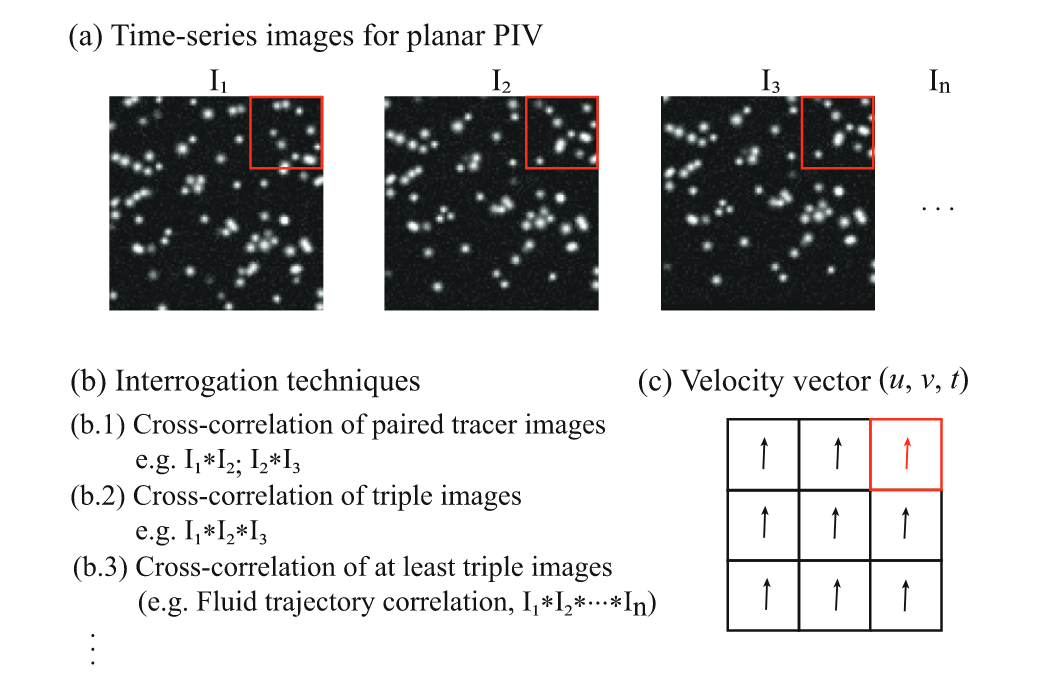 (a) Time-series images for planar PIV
I₁ I₂ I₃ In
...
(b) Interrogation techniques
(b.1) Cross-correlation of paired tracer images
e.g. I₁*I₂; I₂*I₃
(b.2) Cross-correlation of triple images
e.g. I₁*I₂*I₃
(b.3) Cross-correlation of at least triple images
(e.g. Fluid trajectory correlation, I₁*I₂*···*In)
⋮
(c) Velocity vector (u, v, t)